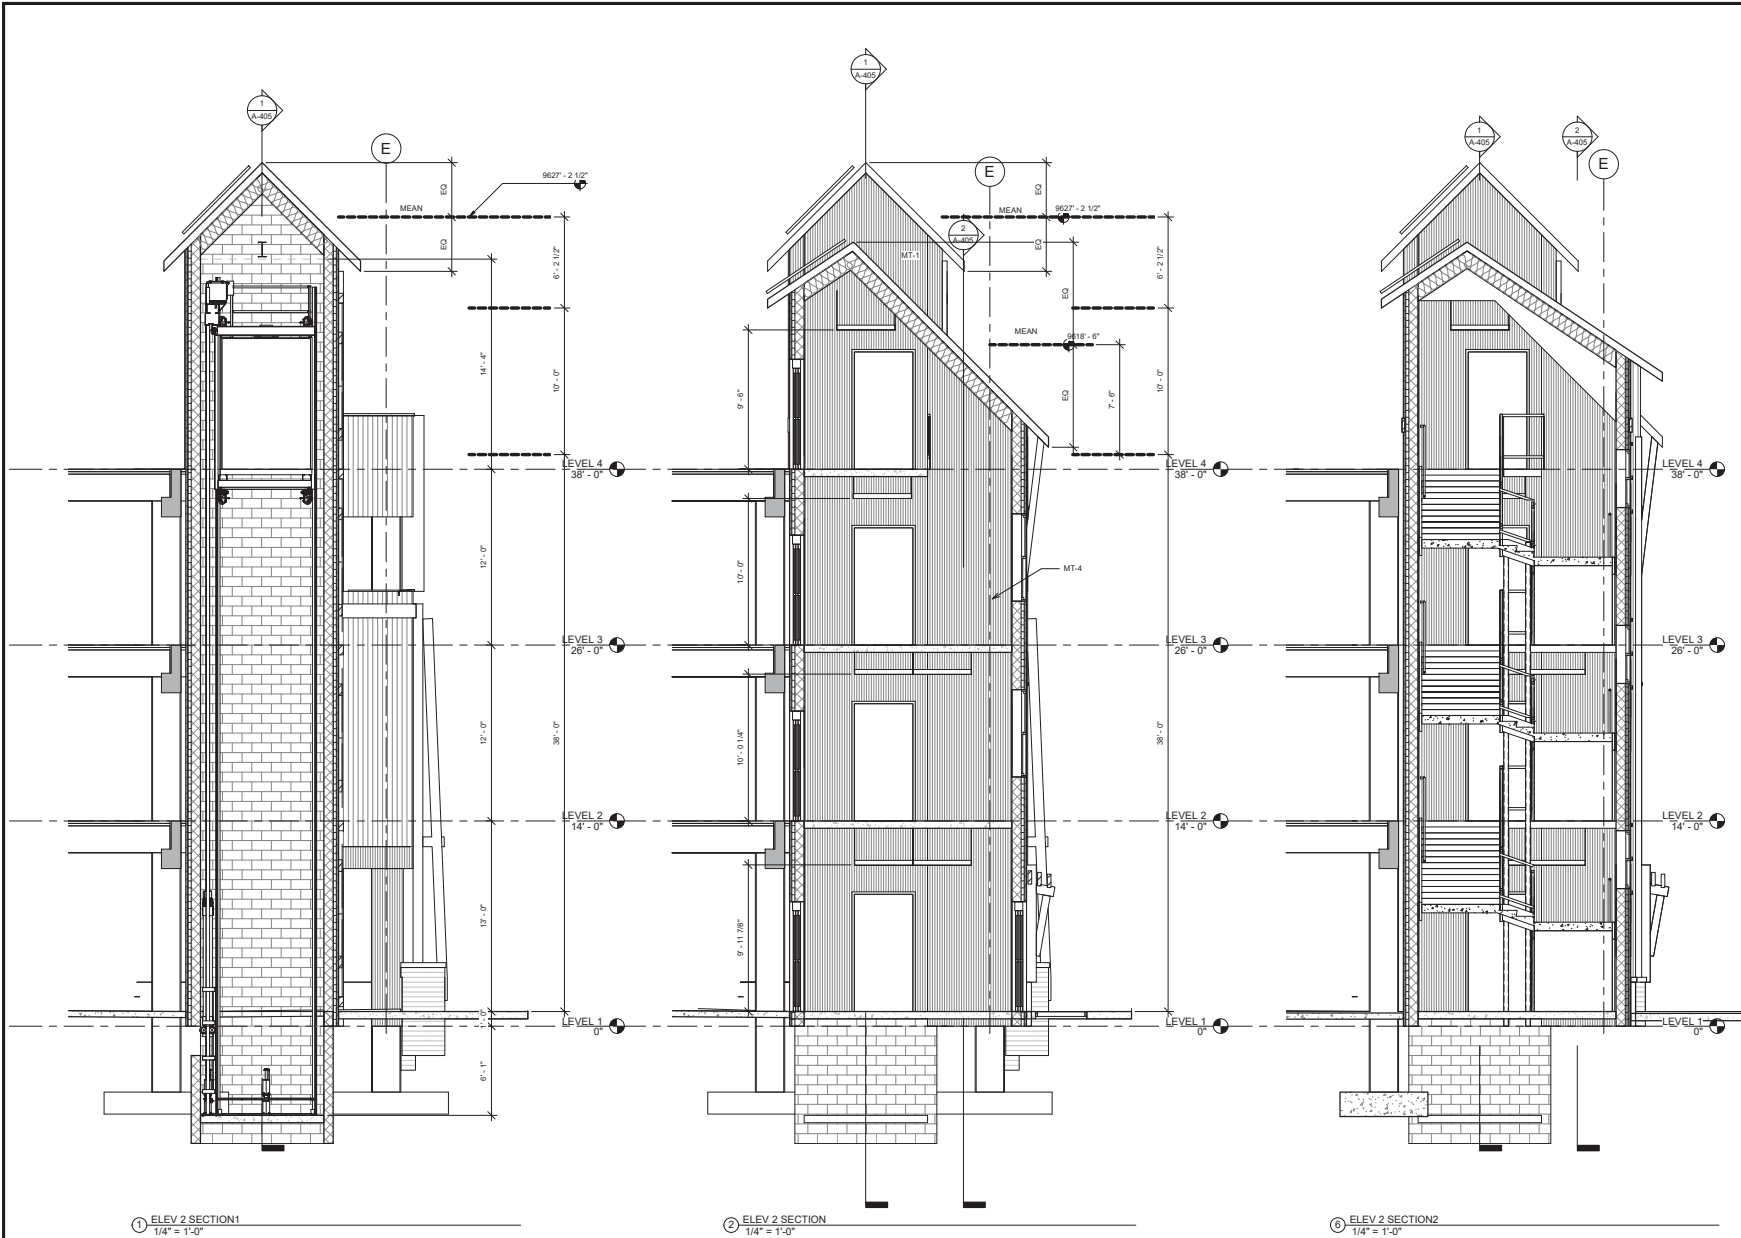 1
A-405
E
9627' - 2 1/2"
MEAN
EQ
EQ
6' - 2 1/2"
14' - 4"
10' - 0"
LEVEL 4
38' - 0"
12' - 0"
LEVEL 3
26' - 0"
12' - 0"
38' - 0"
LEVEL 2
14' - 0"
13' - 0"
1' - 0"
LEVEL 1
0"
6' - 1"
1 ELEV 2 SECTION1
1/4" = 1'-0"
1
A-405
E
MEAN
9627' - 2 1/2"
2
A-405
MT-1
EQ
EQ
EQ
6' - 2 1/2"
MEAN
9618' - 6"
9' - 6"
EQ
7' - 6"
10' - 0"
LEVEL 4
38' - 0"
10' - 0"
MT-4
LEVEL 3
26' - 0"
10' - 0 1/4"
38' - 0"
LEVEL 2
14' - 0"
9' - 11 7/8"
LEVEL 1
0"
2 ELEV 2 SECTION
1/4" = 1'-0"
1
A-405
2
A-405
E
LEVEL 4
38' - 0"
LEVEL 3
26' - 0"
LEVEL 2
14' - 0"
LEVEL 1
0"
6 ELEV 2 SECTION2
1/4" = 1'-0"